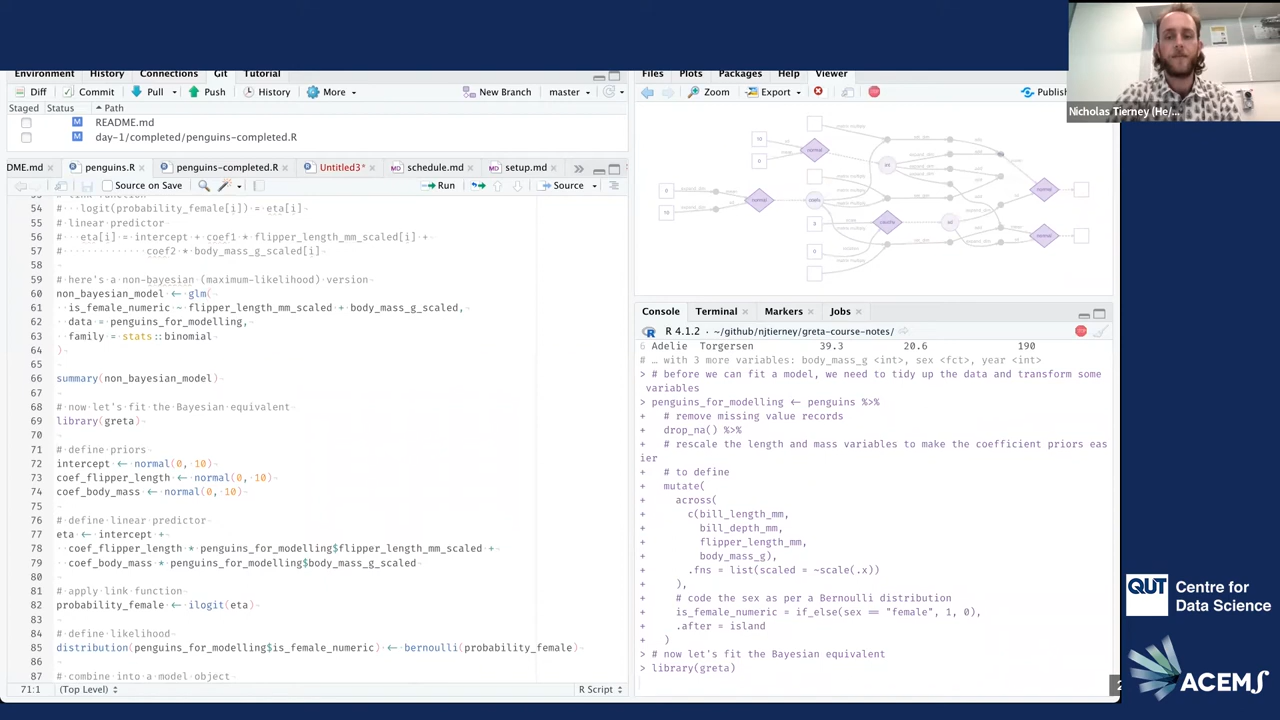 Environment History Connections Git Tutorial
Diff Commit Pull Push History More New Branch master
Staged Status Path
README.md
day-1/completed/penguins-completed.R
DME.md penguins.R penguins-completed.R Untitled3* schedule.md setup.md
Source on Save Run Source
54 # logit(probability_female[i]) = eta[i]
55 # linear predictor
56 # eta[i] = intercept + coef1 * flipper_length_mm_scaled[i] +
57 # coef2 * body_mass_g_scaled[i]
58
59 # here's a non-bayesian (maximum-likelihood) version
60 non_bayesian_model ← glm(
61 is_female_numeric ~ flipper_length_mm_scaled + body_mass_g_scaled,
62 data = penguins_for_modelling,
63 family = stats::binomial
64 )
65
66 summary(non_bayesian_model)
67
68 # now let's fit the Bayesian equivalent
69 library(greta)
70
71 # define priors
72 intercept ← normal(0, 10)
73 coef_flipper_length ← normal(0, 10)
74 coef_body_mass ← normal(0, 10)
75
76 # define linear predictor
77 eta ← intercept +
78 coef_flipper_length * penguins_for_modelling$flipper_length_mm_scaled +
79 coef_body_mass * penguins_for_modelling$body_mass_g_scaled
80
81 # apply link function
82 probability_female ← ilogit(eta)
83
84 # define likelihood
85 distribution(penguins_for_modelling$is_female_numeric) ← bernoulli(probability_female)
86
87 # combine into a model object
71:1 (Top Level) R Script
Files Plots Packages Help Viewer
Zoom Export Publish
normal
normal
normal
normal
Console Terminal Markers Jobs
R 4.1.2 · ~/github/njtierney/greta-course-notes/
6 Adelie Torgersen 39.3 20.6 190
# … with 3 more variables: body_mass_g <int>, sex <fct>, year <int>
> # before we can fit a model, we need to tidy up the data and transform some
variables
> penguins_for_modelling ← penguins %>%
+ # remove missing value records
+ drop_na() %>%
+ # rescale the length and mass variables to make the coefficient priors eas
ier
+ # to define
+ mutate(
+ across(
+ c(bill_length_mm,
+ bill_depth_mm,
+ flipper_length_mm,
+ body_mass_g),
+ .fns = list(scaled = ~scale(.x))
+ ),
+ # code the sex as per a Bernoulli distribution
+ is_female_numeric = if_else(sex == "female", 1, 0),
+ .after = island
+ )
> # now let's fit the Bayesian equivalent
> library(greta)
Nicholas Tierney (He/...
QUT Centre for
Data Science
ACEMS